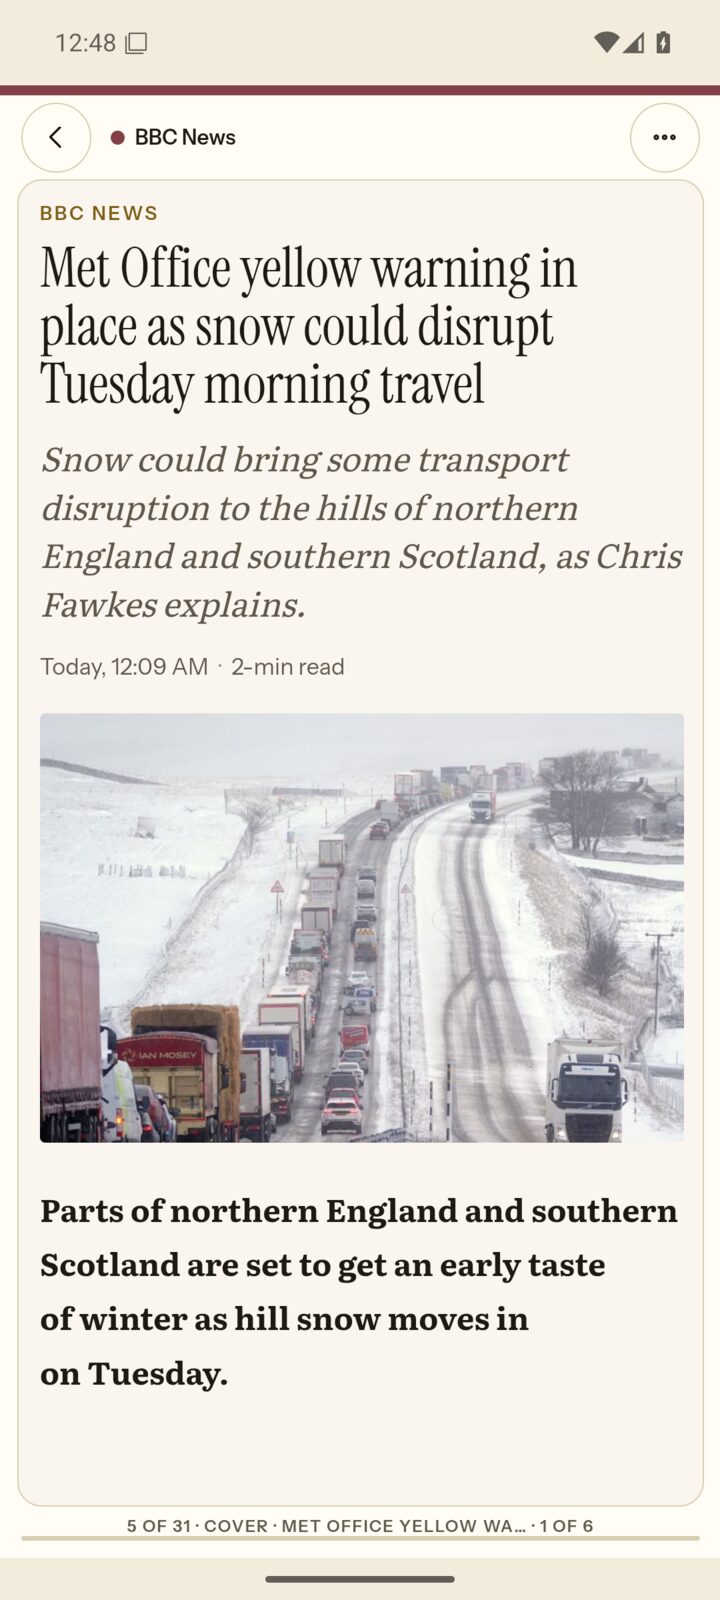 12:48
BBC News
BBC NEWS
Met Office yellow warning in
place as snow could disrupt
Tuesday morning travel
Snow could bring some transport
disruption to the hills of northern
England and southern Scotland, as Chris
Fawkes explains.
Today, 12:09 AM · 2-min read
IAN MOSEY
Parts of northern England and southern
Scotland are set to get an early taste
of winter as hill snow moves in
on Tuesday.
5 OF 31 · COVER · MET OFFICE YELLOW WA... · 1 OF 6